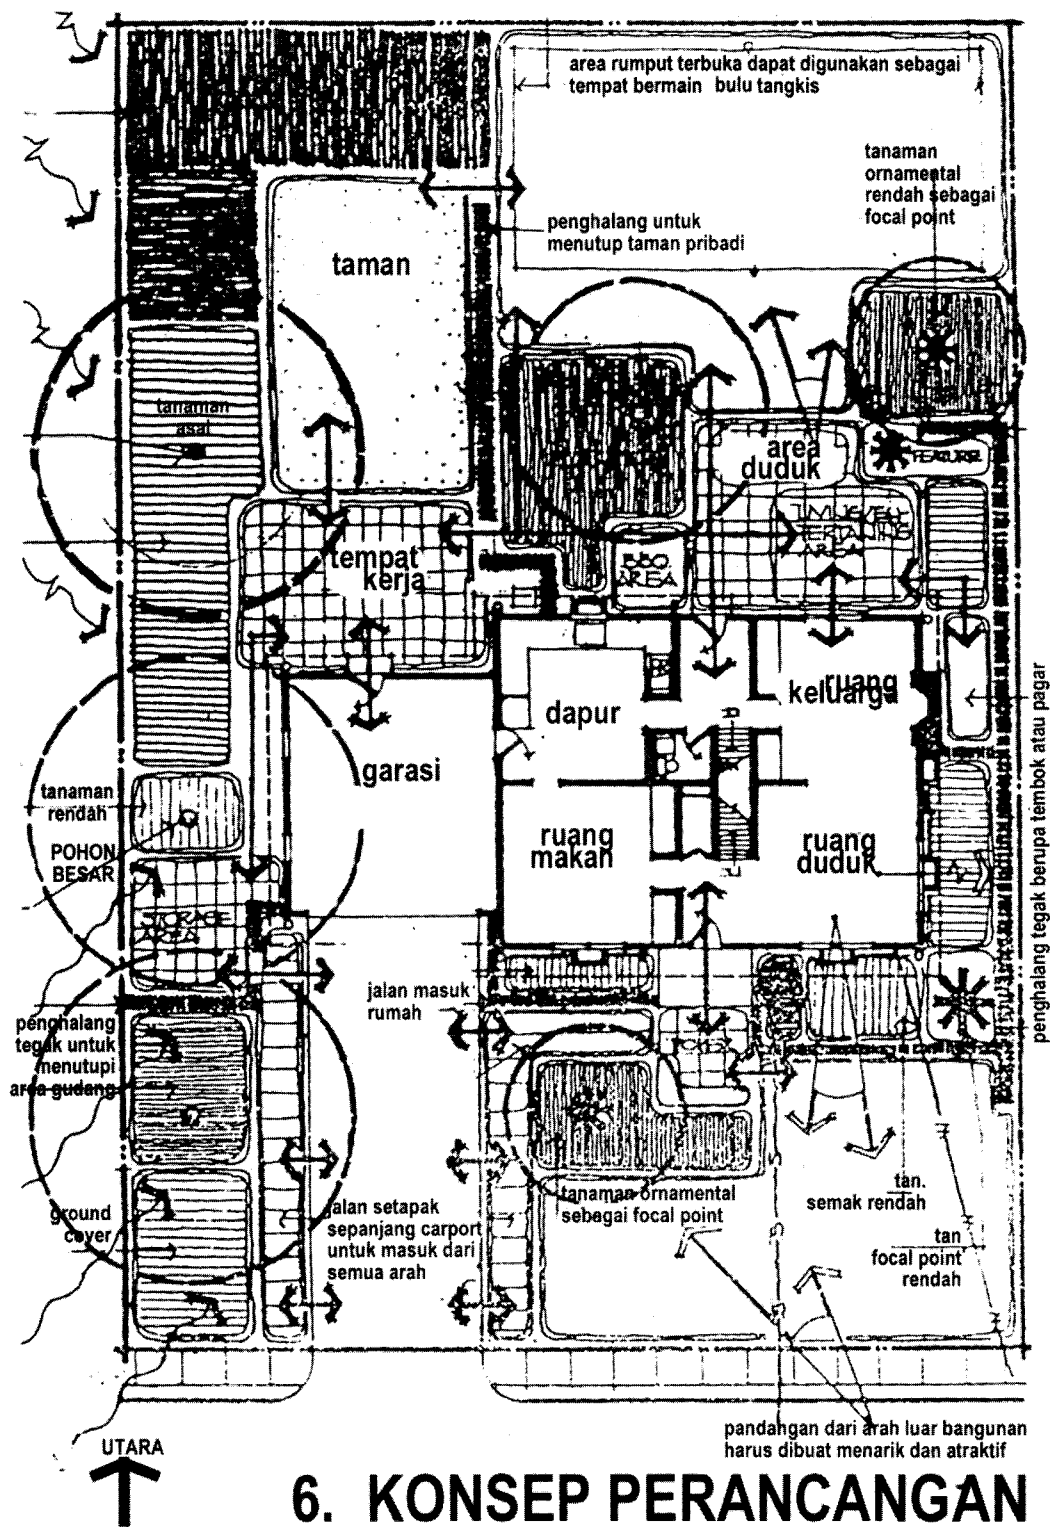 area rumput terbuka dapat digunakan sebagai
tempat bermain bulu tangkis
tanaman
ornamental
rendah sebagai
focal point
penghalang untuk
menutup taman pribadi
taman
tanaman
asal
area
duduk
FEATURE
tempat
kerja
BBQ
AREA
AREA
ruang
keluarga
dapur
garasi
ruang
makan
ruang
duduk
penghalang tegak berupa tembok atau pagar
tanaman
rendah
POHON
BESAR
STORAGE
AREA
jalan masuk
rumah
penghalang
tegak untuk
menutupi
area gudang
ground
cover
jalan setapak
sepanjang carport
untuk masuk dari
semua arah
tanaman ornamental
sebagai focal point
tan.
semak rendah
tan
focal point
rendah
pandangan dari arah luar bangunan
harus dibuat menarik dan atraktif
UTARA
6. KONSEP PERANCANGAN